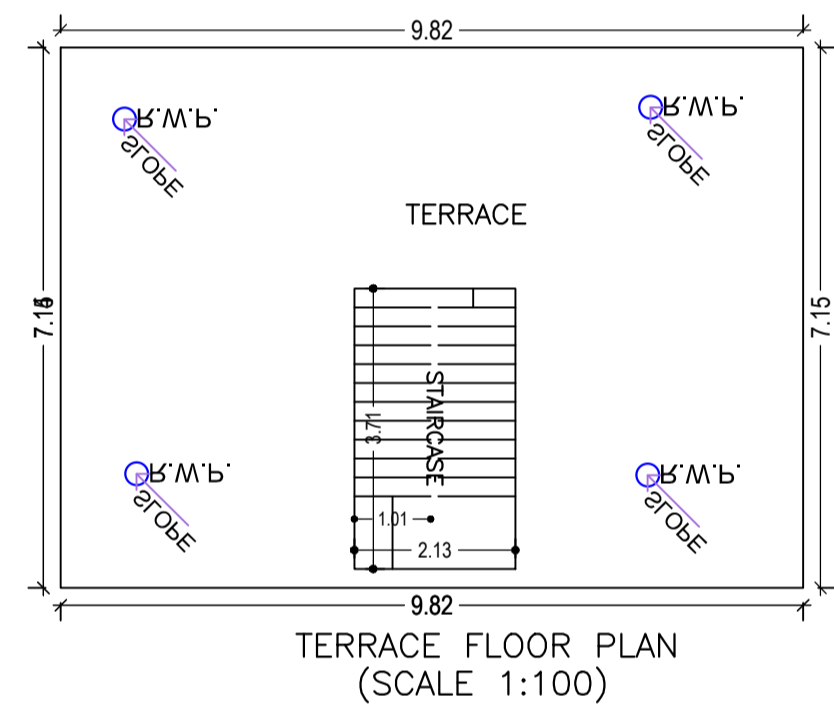 9.82
R.W.P.
SLOPE
R.W.P.
SLOPE
TERRACE
7.15
STAIRCASE
3.71
R.W.P.
SLOPE
R.W.P.
SLOPE
1.01
2.13
9.82
TERRACE FLOOR PLAN
(SCALE 1:100)